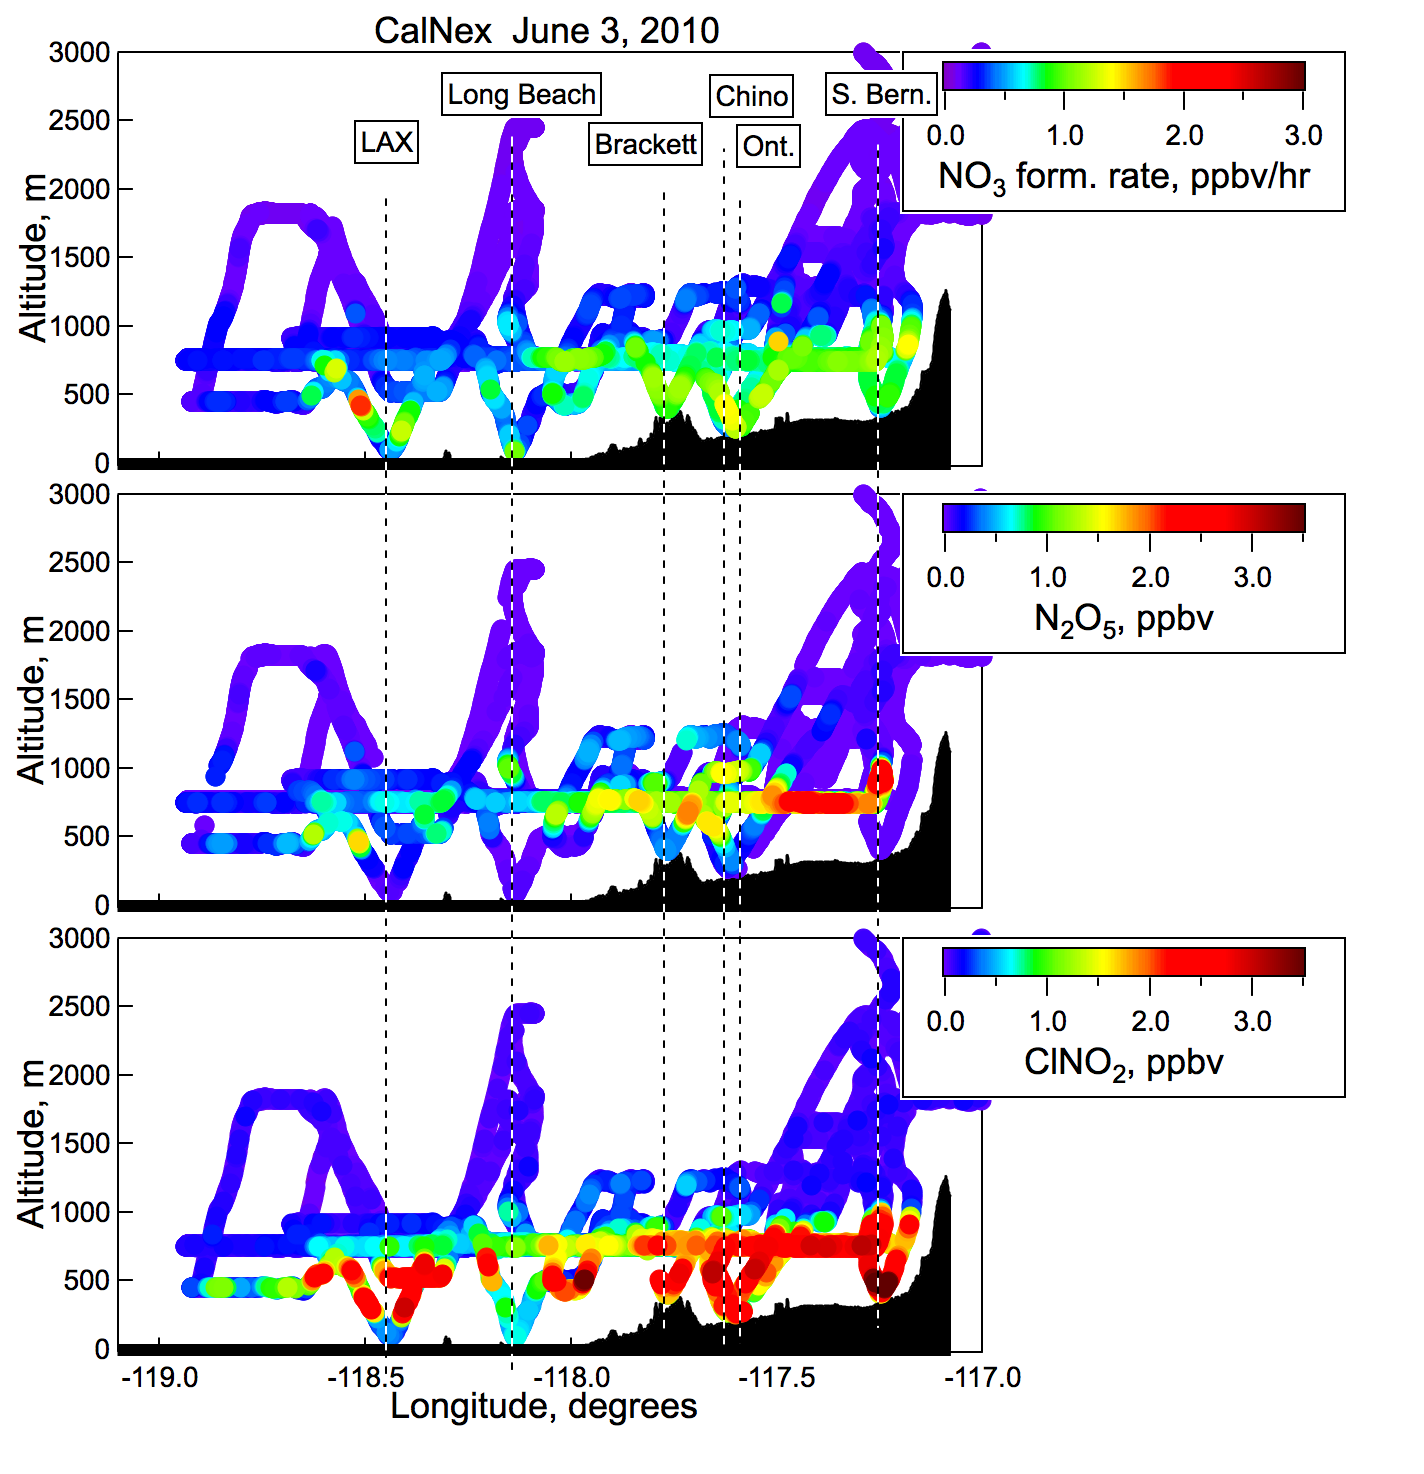 CalNex  June 3, 2010
3000
2500
2000
1500
1000
500
0
Altitude, m
LAX
Long Beach
Brackett
Chino
Ont.
S. Bern.
0.0 1.0 2.0 3.0
NO3 form. rate, ppbv/hr
3000
2500
2000
1500
1000
500
0
Altitude, m
0.0 1.0 2.0 3.0
N2O5, ppbv
3000
2500
2000
1500
1000
500
0
Altitude, m
0.0 1.0 2.0 3.0
ClNO2, ppbv
-119.0 -118.5 -118.0 -117.5 -117.0
Longitude, degrees